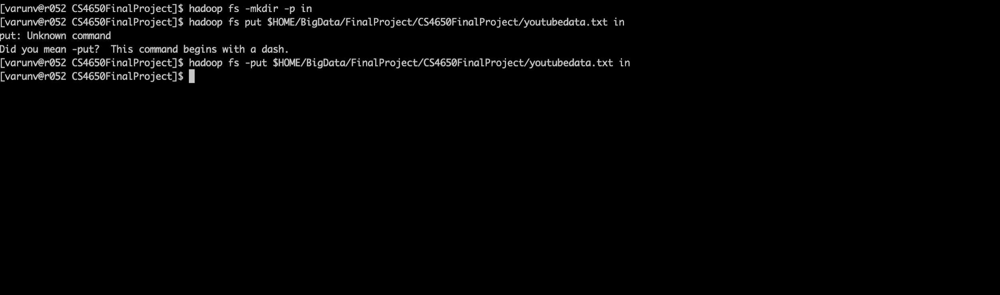 [varunv@r052 CS4650FinalProject]$ hadoop fs -mkdir -p in
[varunv@r052 CS4650FinalProject]$ hadoop fs put $HOME/BigData/FinalProject/CS4650FinalProject/youtubedata.txt in
put: Unknown command
Did you mean -put?  This command begins with a dash.
[varunv@r052 CS4650FinalProject]$ hadoop fs -put $HOME/BigData/FinalProject/CS4650FinalProject/youtubedata.txt in
[varunv@r052 CS4650FinalProject]$